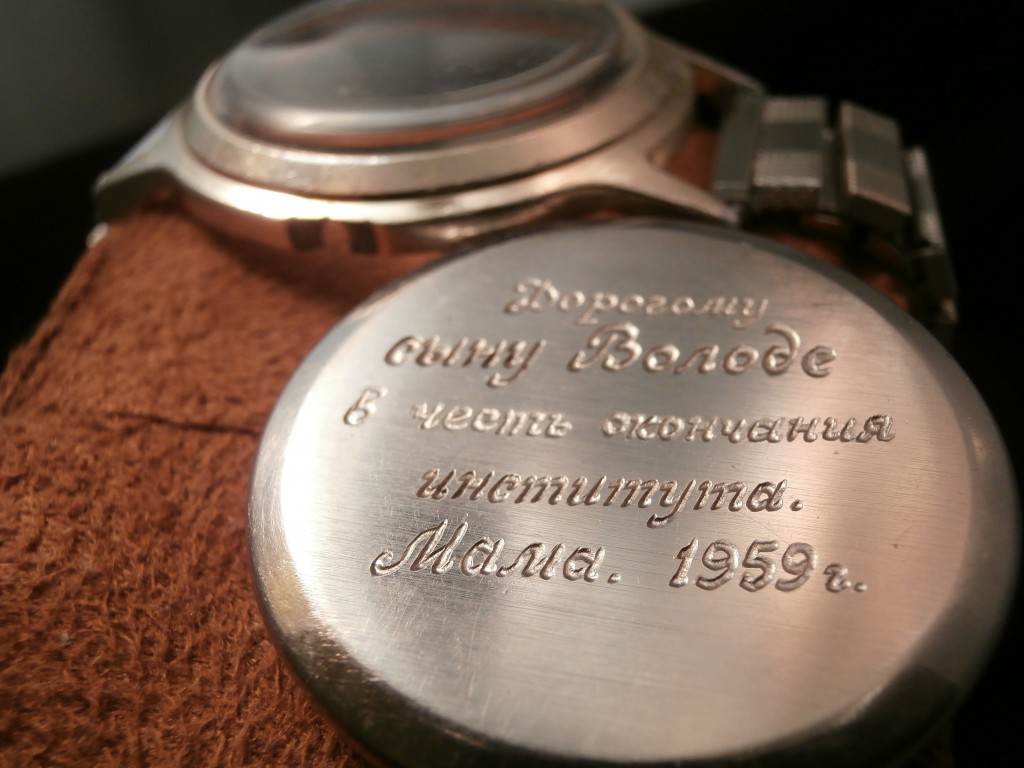 Дорогому
сыну Володе
в честь окончания
института.
Мама. 1959 г.